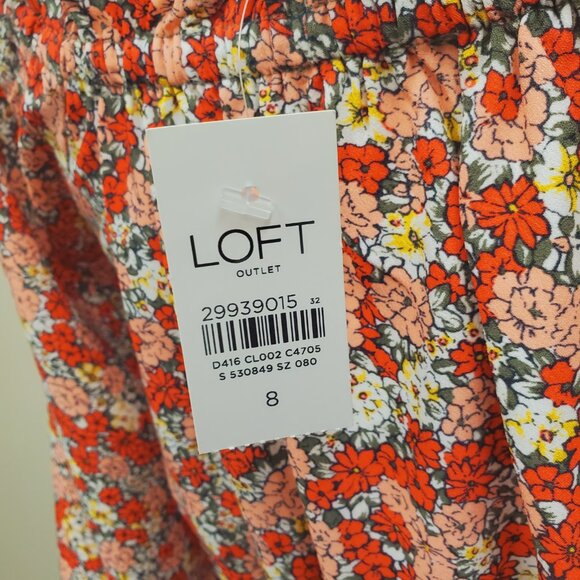 LOFT
OUTLET
29939015 32
D416 CL002 C4705
S 530849 SZ 080
8